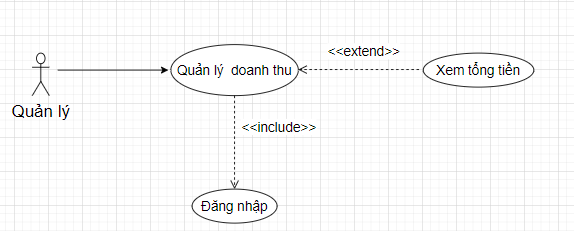 <<extend>>
Quản lý doanh thu
Xem tổng tiền
Quản lý
<<include>>
Đăng nhập